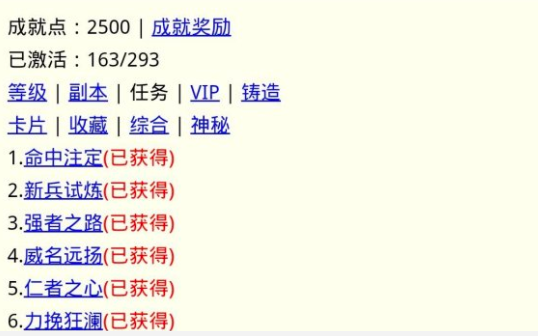 成就点：2500 | 成就奖励
已激活：163/293
等级 | 副本 | 任务 | VIP | 铸造
卡片 | 收藏 | 综合 | 神秘
1.命中注定(已获得)
2.新兵试炼(已获得)
3.强者之路(已获得)
4.威名远扬(已获得)
5.仁者之心(已获得)
6.力挽狂澜(已获得)